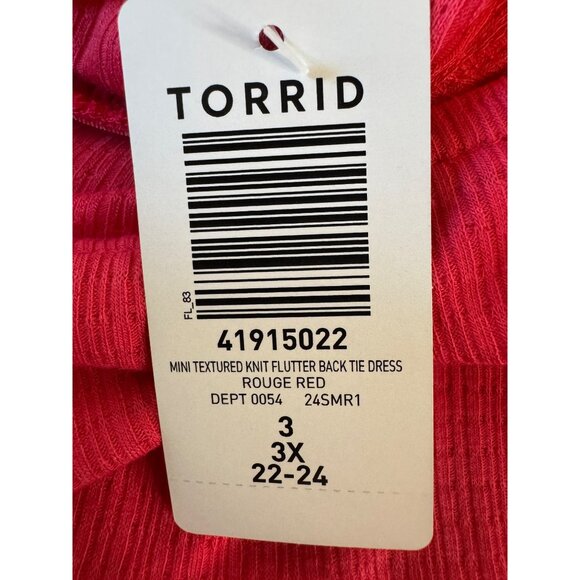 TORRID
FL_83
41915022
MINI TEXTURED KNIT FLUTTER BACK TIE DRESS
ROUGE RED
DEPT 0054 24SMR1
3
3X
22-24